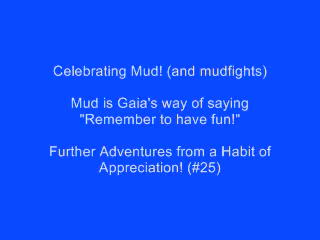 Celebrating Mud! (and mudfights)
Mud is Gaia's way of saying
"Remember to have fun!"
Further Adventures from a Habit of
Appreciation! (#25)